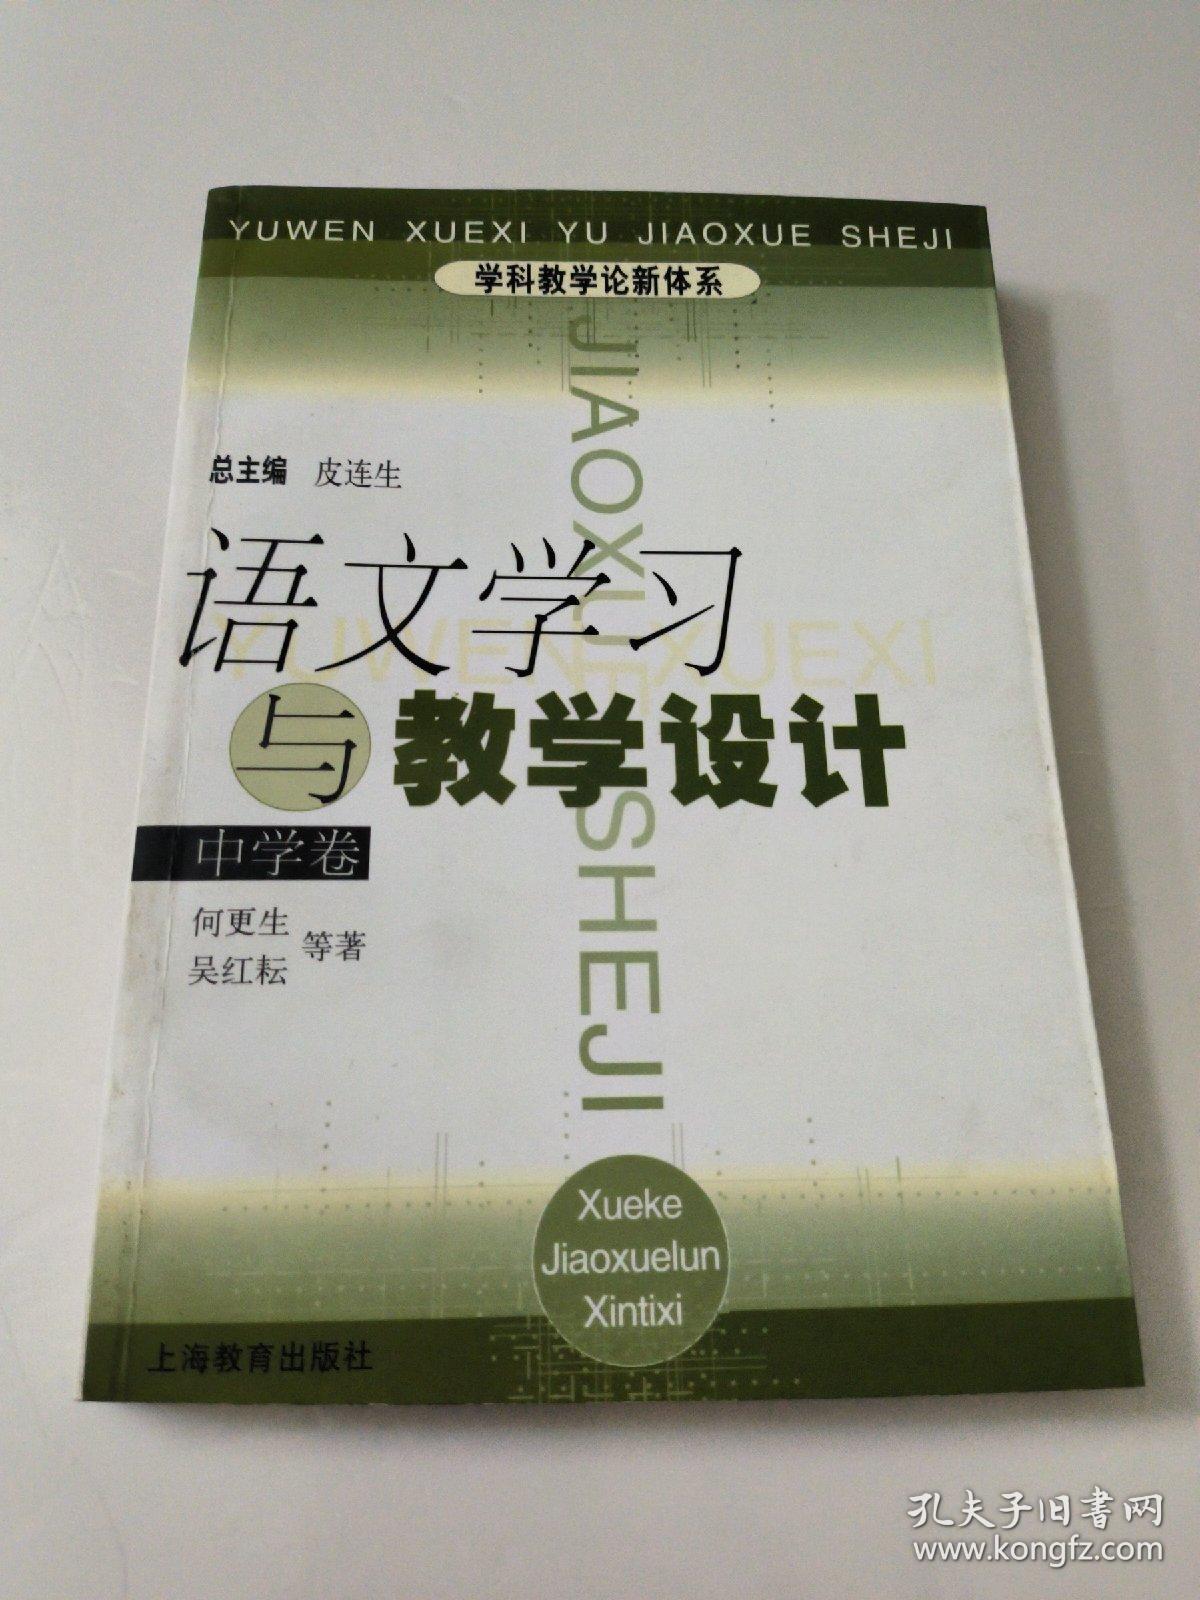 YUWEN XUEXI YU JIAOXUE SHEJI
学科教学论新体系
总主编 皮连生
语文学习
与教学设计
中学卷
何更生
吴红耘
等著
JIAOXUE SHEJI
YUWEN XUEXI
Xueke
Jiaoxuelun
Xintixi
上海教育出版社
孔夫子旧书网
www.kongfz.com